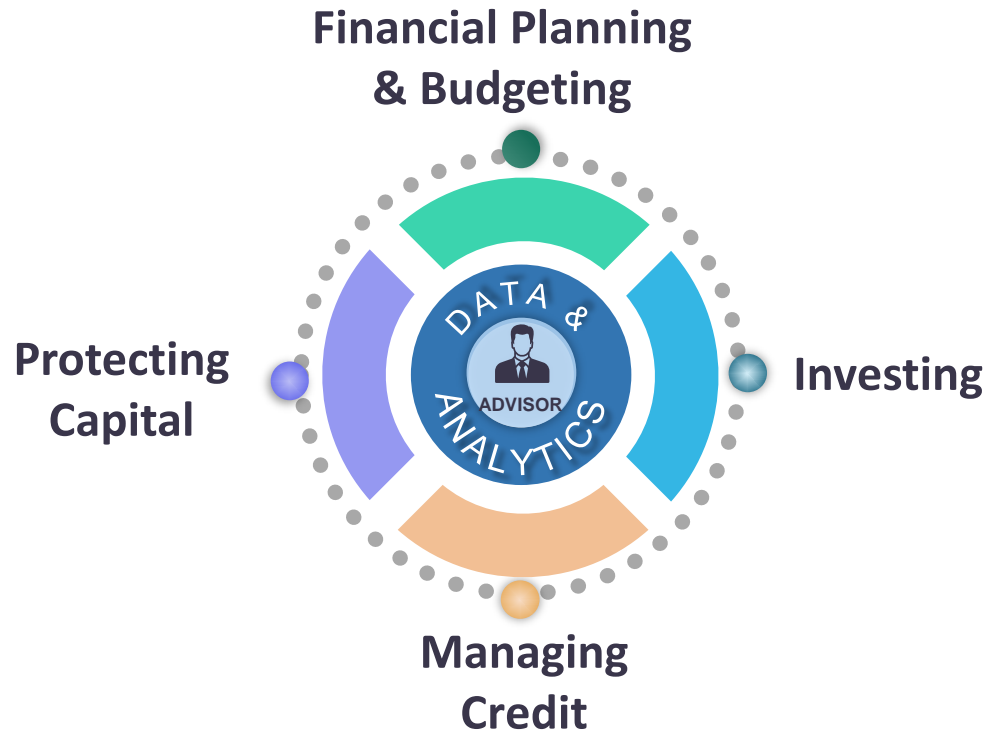 Financial Planning
& Budgeting
DATA &
ADVISOR
ANALYTICS
Protecting
Capital
Investing
Managing
Credit